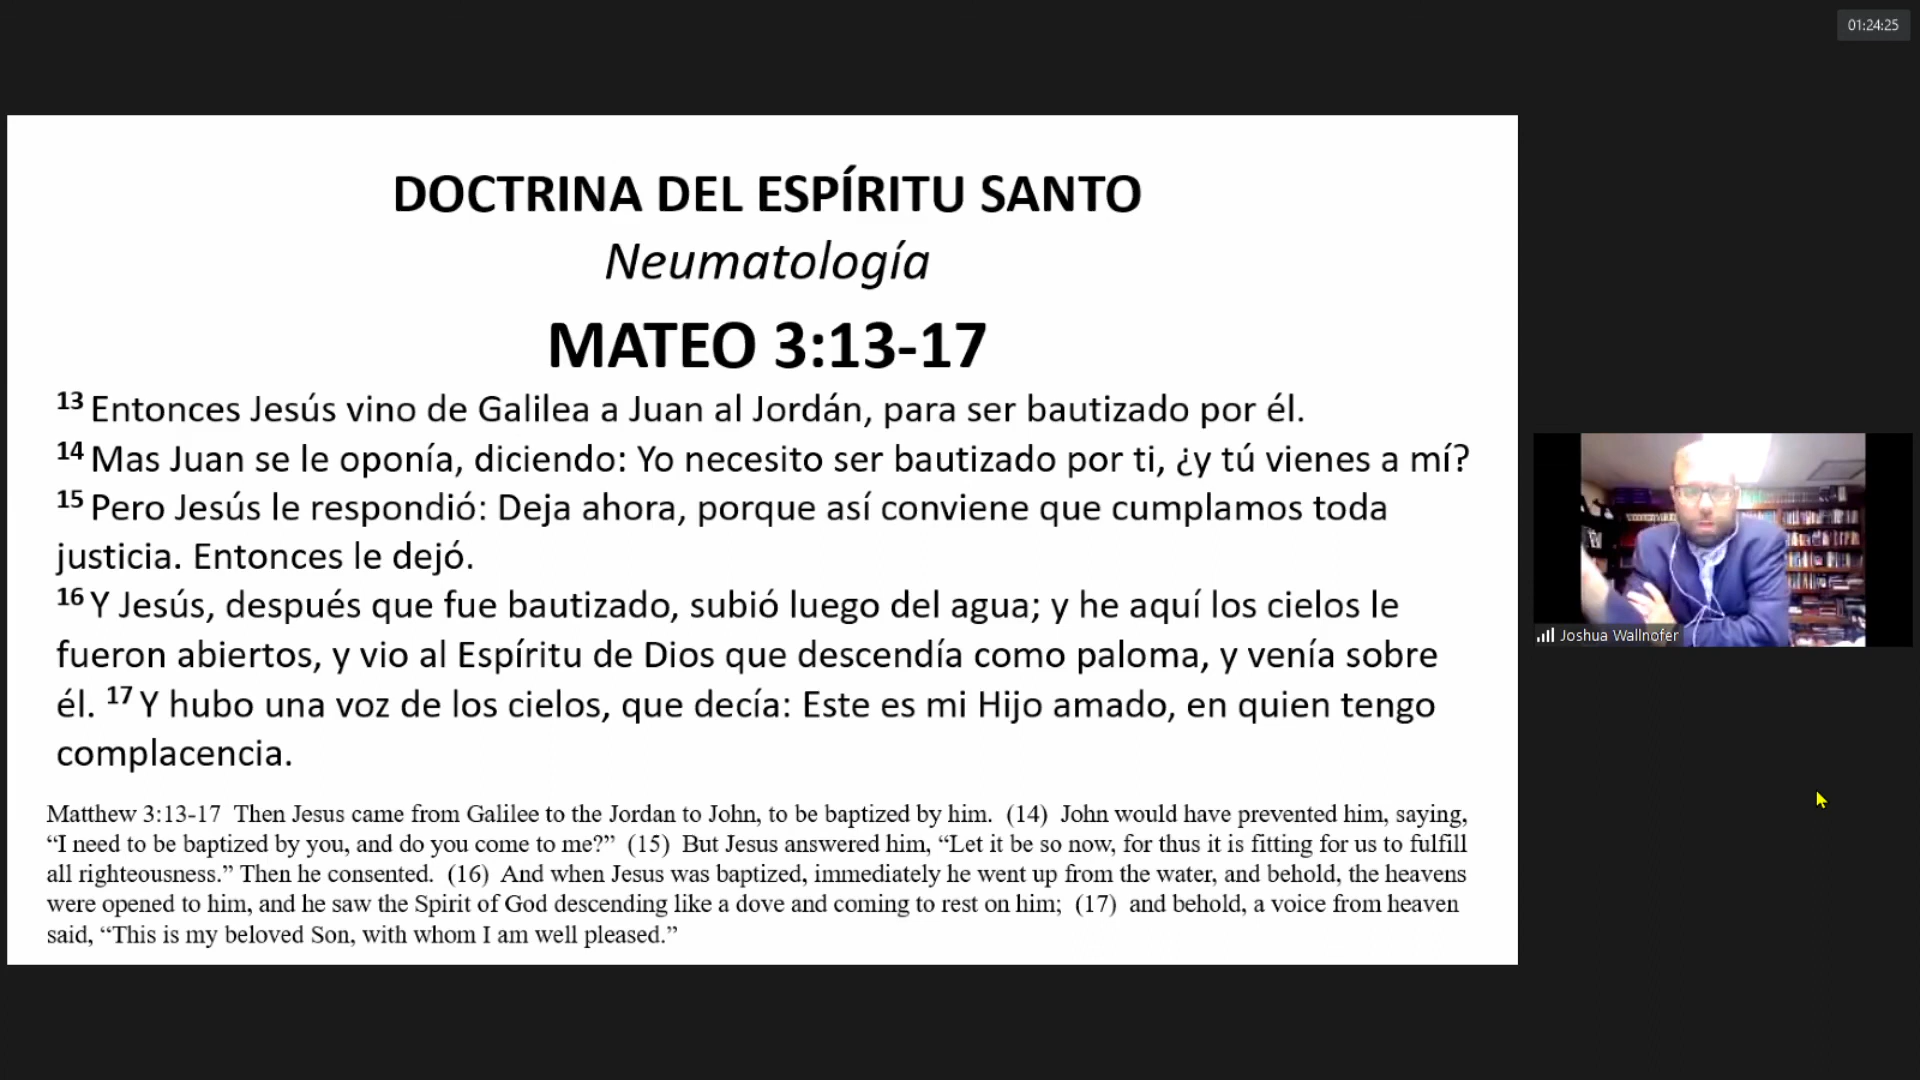 01:24:25
DOCTRINA DEL ESPÍRITU SANTO
Neumatología
MATEO 3:13-17
13 Entonces Jesús vino de Galilea a Juan al Jordán, para ser bautizado por él.
14 Mas Juan se le oponía, diciendo: Yo necesito ser bautizado por ti, ¿y tú vienes a mí?
15 Pero Jesús le respondió: Deja ahora, porque así conviene que cumplamos toda
justicia. Entonces le dejó.
16 Y Jesús, después que fue bautizado, subió luego del agua; y he aquí los cielos le
fueron abiertos, y vio al Espíritu de Dios que descendía como paloma, y venía sobre
él. 17 Y hubo una voz de los cielos, que decía: Este es mi Hijo amado, en quien tengo
complacencia.
Matthew 3:13-17 Then Jesus came from Galilee to the Jordan to John, to be baptized by him. (14) John would have prevented him, saying,
“I need to be baptized by you, and do you come to me?” (15) But Jesus answered him, “Let it be so now, for thus it is fitting for us to fulfill
all righteousness.” Then he consented. (16) And when Jesus was baptized, immediately he went up from the water, and behold, the heavens
were opened to him, and he saw the Spirit of God descending like a dove and coming to rest on him; (17) and behold, a voice from heaven
said, “This is my beloved Son, with whom I am well pleased.”
Joshua Wallnofer